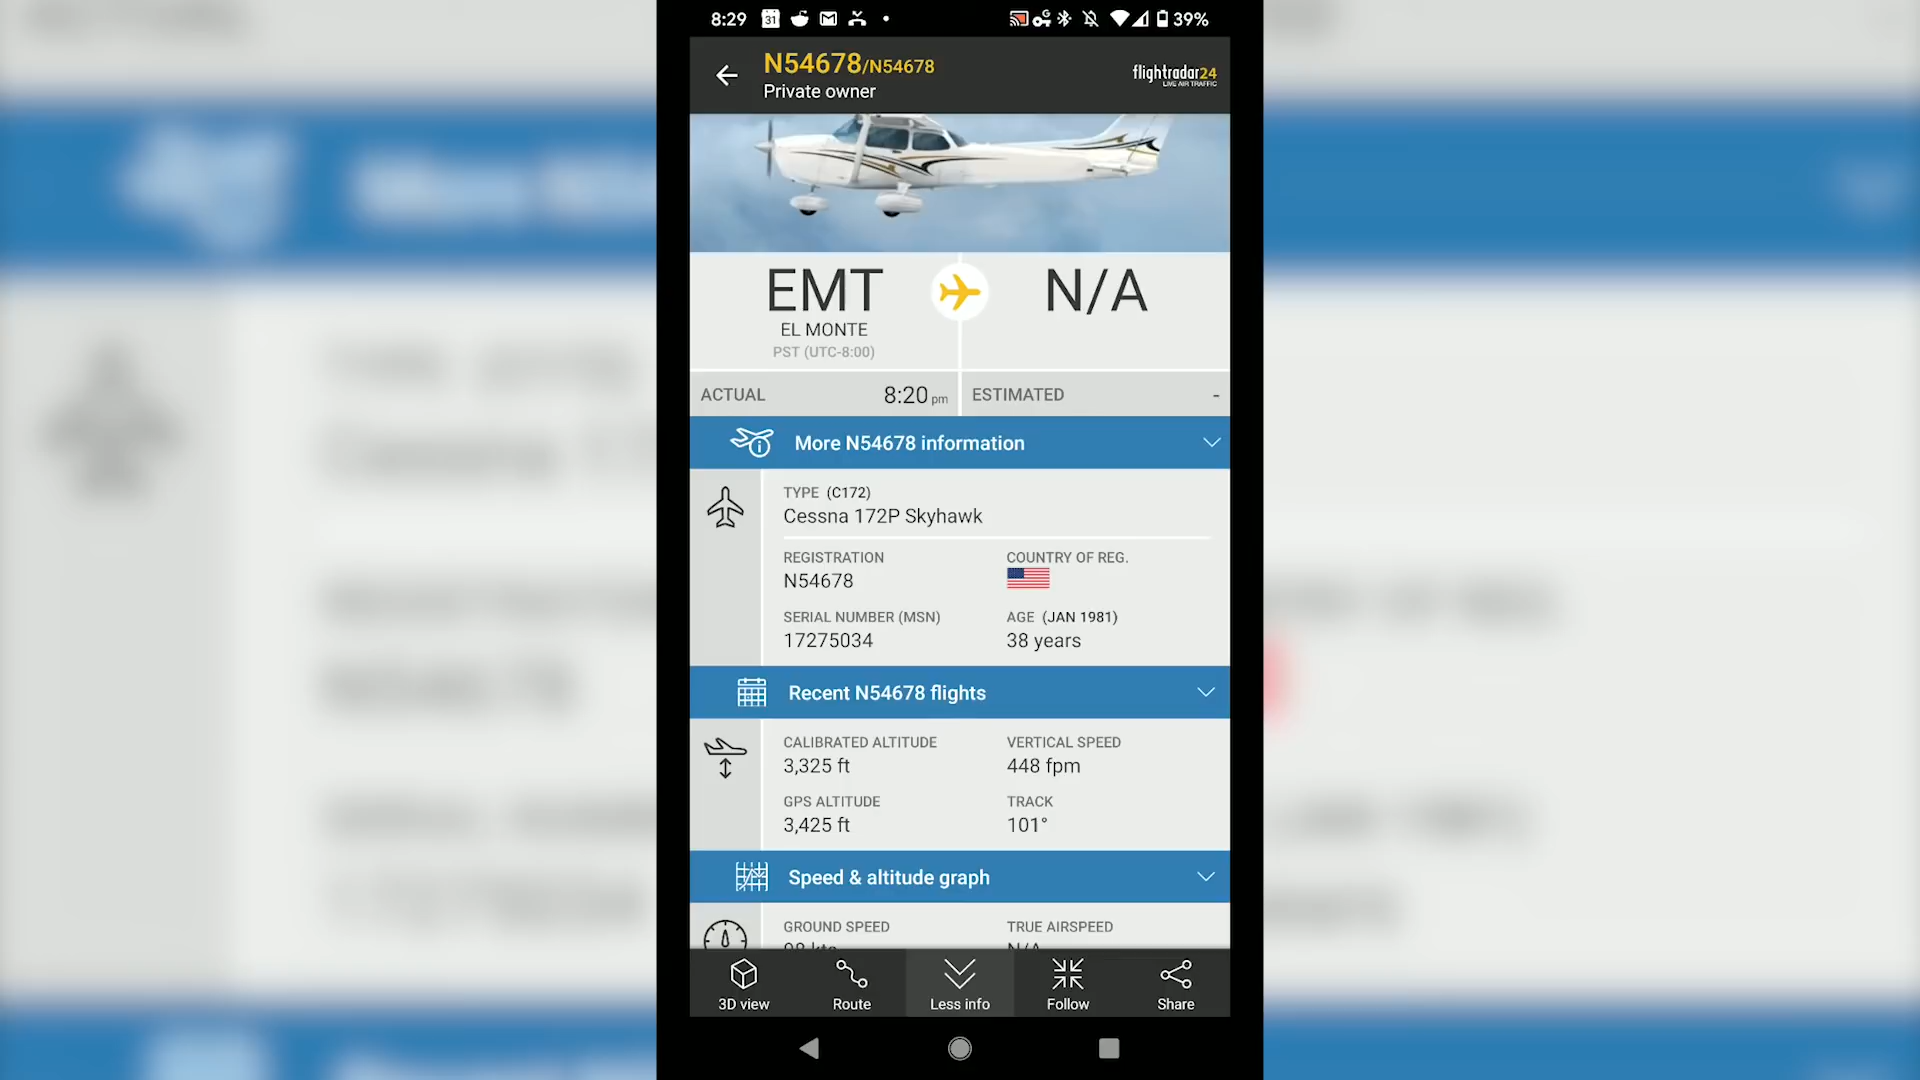 8:29
31
39%
N54678/N54678
Private owner
flightradar24
LIVE AIR TRAFFIC
EMT
N/A
EL MONTE
PST (UTC-8:00)
ACTUAL 8:20 pm
ESTIMATED -
More N54678 information
TYPE (C172)
Cessna 172P Skyhawk
REGISTRATION
COUNTRY OF REG.
N54678
SERIAL NUMBER (MSN)
AGE (JAN 1981)
17275034
38 years
Recent N54678 flights
CALIBRATED ALTITUDE
VERTICAL SPEED
3,325 ft
448 fpm
GPS ALTITUDE
TRACK
3,425 ft
101°
Speed & altitude graph
GROUND SPEED
TRUE AIRSPEED
3D view
Route
Less info
Follow
Share